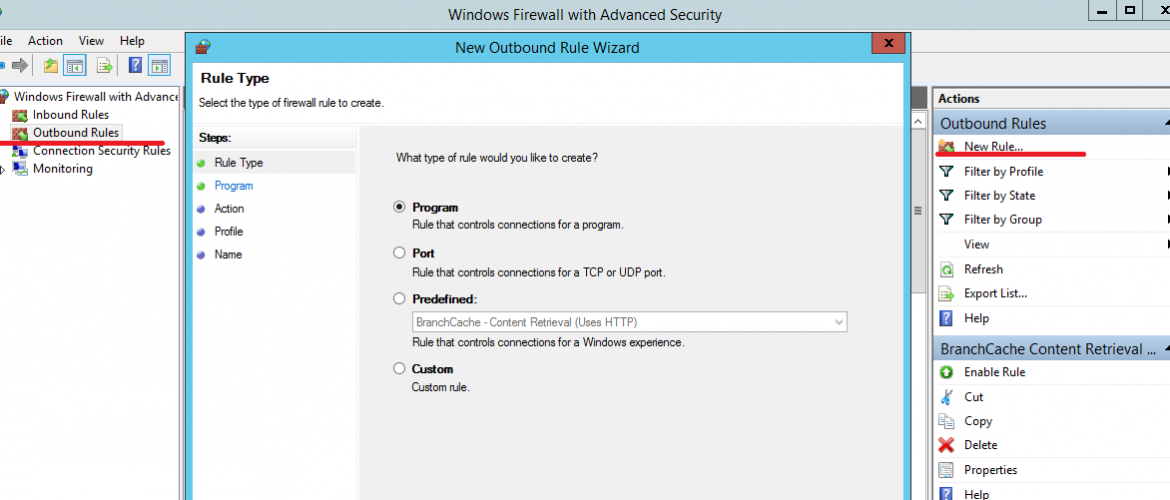 Windows Firewall with Advanced Security
ile Action View Help
Windows Firewall with Advance
Inbound Rules
Outbound Rules
Connection Security Rules
Monitoring
New Outbound Rule Wizard
Rule Type
Select the type of firewall rule to create.
Steps:
Rule Type
Program
Action
Profile
Name
What type of rule would you like to create?
Program
Rule that controls connections for a program.
Port
Rule that controls connections for a TCP or UDP port.
Predefined:
BranchCache - Content Retrieval (Uses HTTP)
Rule that controls connections for a Windows experience.
Custom
Custom rule.
Actions
Outbound Rules
New Rule...
Filter by Profile
Filter by State
Filter by Group
View
Refresh
Export List...
Help
BranchCache Content Retrieval ...
Enable Rule
Cut
Copy
Delete
Properties
Help